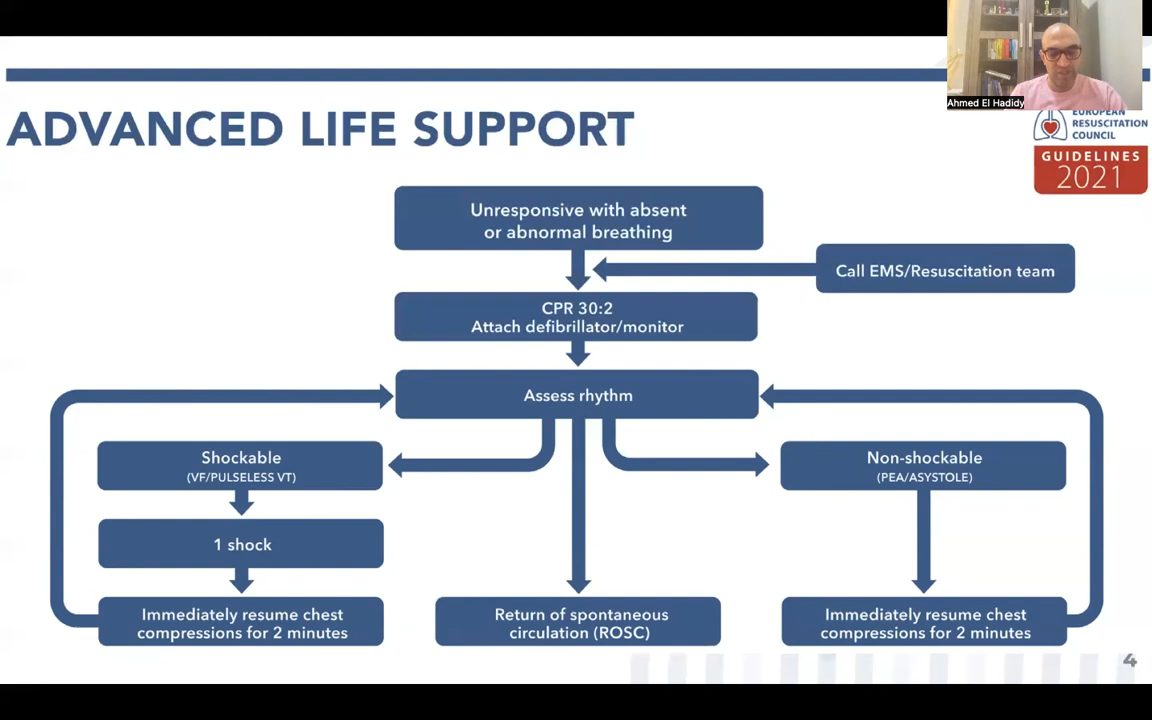 Ahmed El Hadidy
ADVANCED LIFE SUPPORT
EUROPEAN
RESUSCITATION
COUNCIL
GUIDELINES
2021
Unresponsive with absent
or abnormal breathing
Call EMS/Resuscitation team
CPR 30:2
Attach defibrillator/monitor
Assess rhythm
Shockable
(VF/PULSELESS VT)
Non-shockable
(PEA/ASYSTOLE)
1 shock
Immediately resume chest
compressions for 2 minutes
Return of spontaneous
circulation (ROSC)
Immediately resume chest
compressions for 2 minutes
4